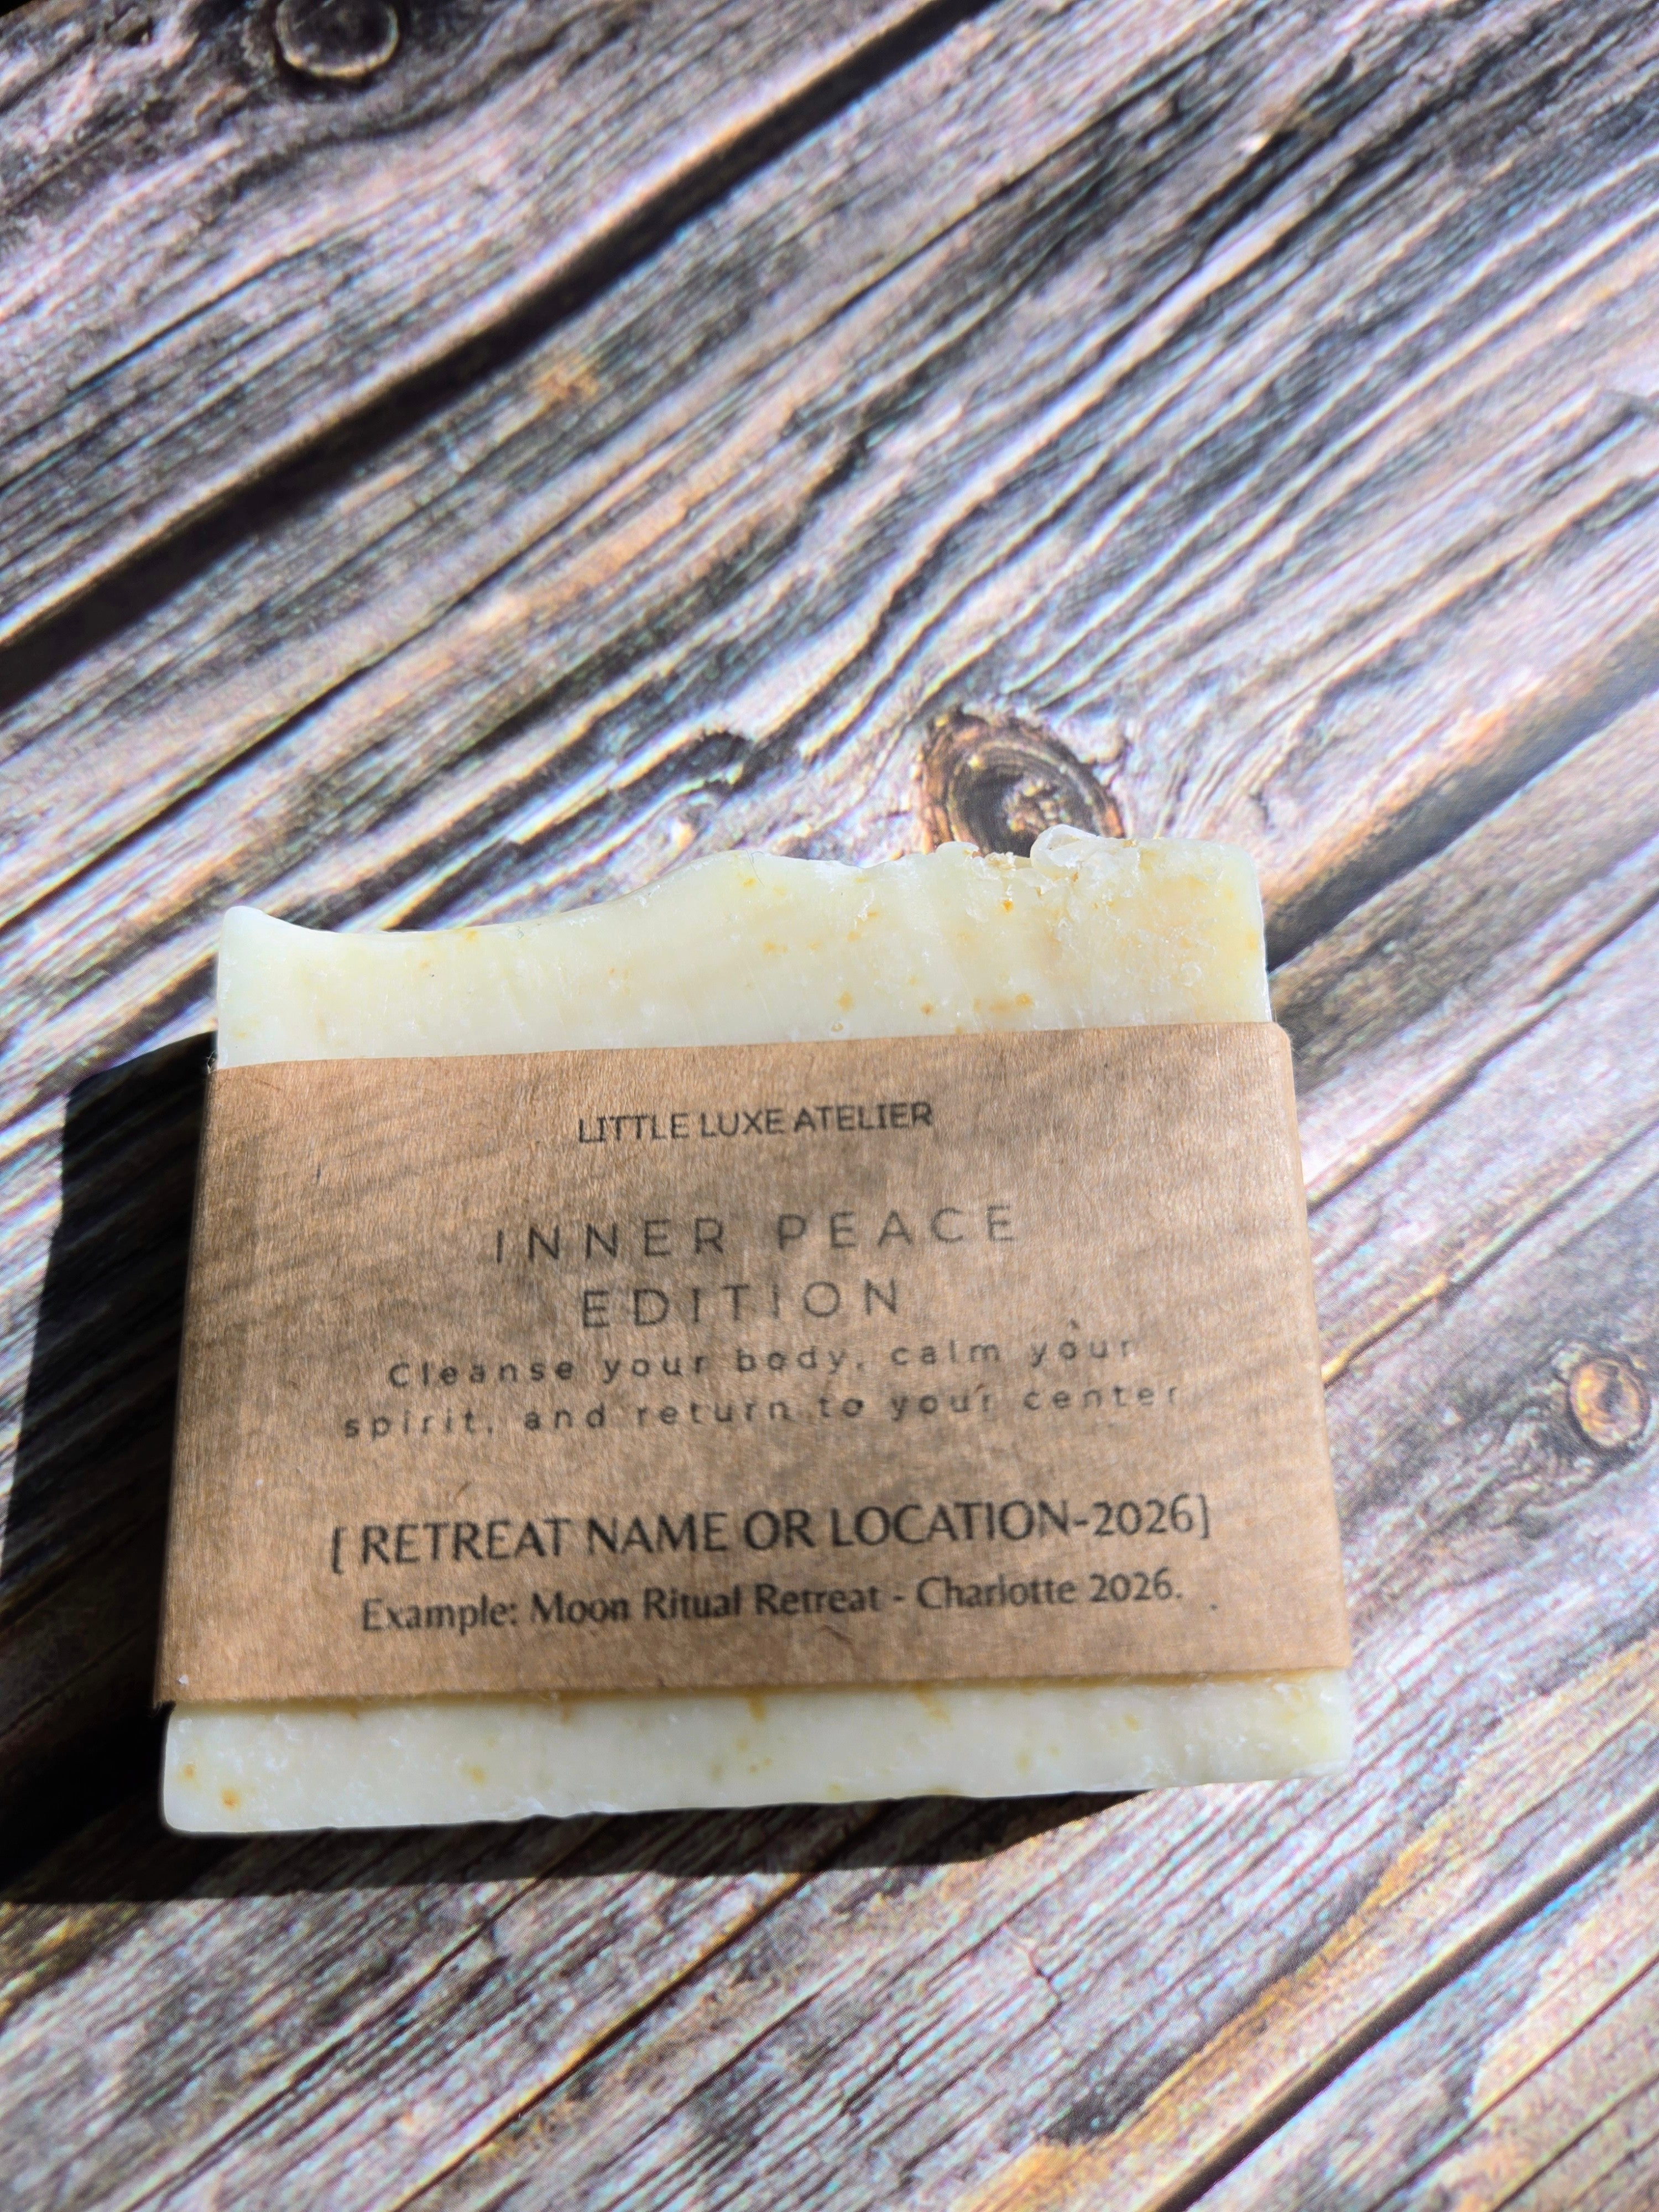 LITTLE LUXE ATELIER
INNER PEACE
EDITION
Cleanse your body, calm your
spirit, and return to your center
[ RETREAT NAME OR LOCATION-2026]
Example: Moon Ritual Retreat - Charlotte 2026.